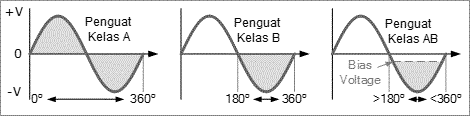 +V
0
-V
Penguat
Kelas A
0° 360°
Penguat
Kelas B
180° 360°
Penguat
Kelas AB
Bias
Voltage
>180° <360°